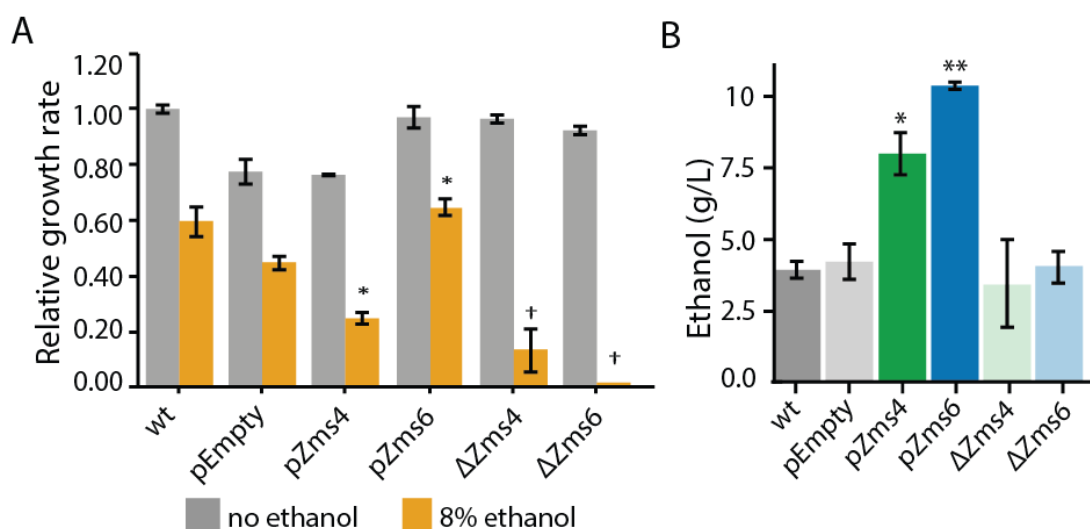 A
Relative growth rate
1.20
1.00
0.80
0.60
0.40
0.20
0.00
*
*
†
†
wt
pEmpty
pZms4
pZms6
ΔZms4
ΔZms6
no ethanol
8% ethanol
B
Ethanol (g/L)
10
7.5
5.0
2.5
0.0
*
**
wt
pEmpty
pZms4
pZms6
ΔZms4
ΔZms6